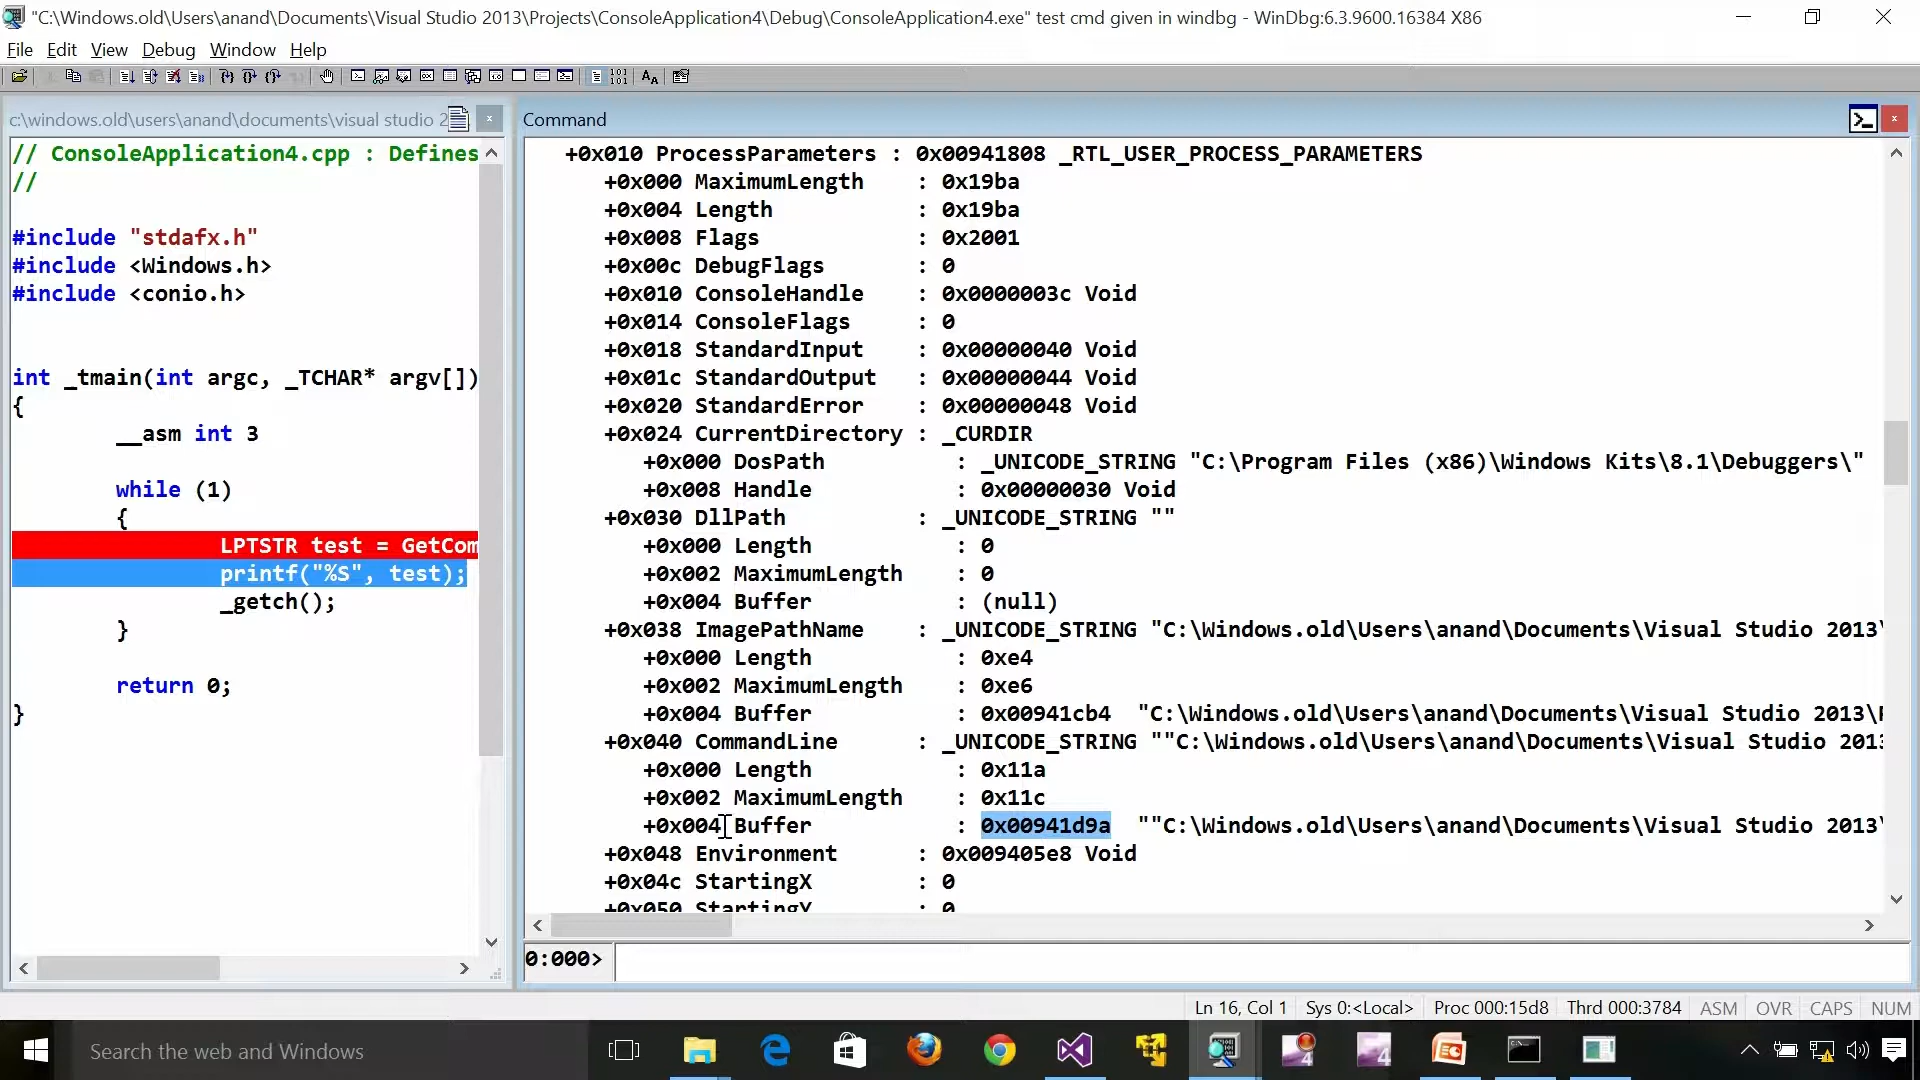 "C:\Windows.old\Users\anand\Documents\Visual Studio 2013\Projects\ConsoleApplication4\Debug\ConsoleApplication4.exe" test cmd given in windbg - WinDbg:6.3.9600.16384 X86
File Edit View Debug Window Help
c:\windows.old\users\anand\documents\visual studio 2
// ConsoleApplication4.cpp : Defines
//
#include "stdafx.h"
#include <Windows.h>
#include <conio.h>
int _tmain(int argc, _TCHAR* argv[])
{
__asm int 3
while (1)
{
LPTSTR test = GetCom
printf("%S", test);
_getch();
}
return 0;
}
Command
+0x010 ProcessParameters : 0x00941808 _RTL_USER_PROCESS_PARAMETERS
+0x000 MaximumLength : 0x19ba
+0x004 Length : 0x19ba
+0x008 Flags : 0x2001
+0x00c DebugFlags : 0
+0x010 ConsoleHandle : 0x0000003c Void
+0x014 ConsoleFlags : 0
+0x018 StandardInput : 0x00000040 Void
+0x01c StandardOutput : 0x00000044 Void
+0x020 StandardError : 0x00000048 Void
+0x024 CurrentDirectory : _CURDIR
+0x000 DosPath : _UNICODE_STRING "C:\Program Files (x86)\Windows Kits\8.1\Debuggers\"
+0x008 Handle : 0x00000030 Void
+0x030 DllPath : _UNICODE_STRING ""
+0x000 Length : 0
+0x002 MaximumLength : 0
+0x004 Buffer : (null)
+0x038 ImagePathName : _UNICODE_STRING "C:\Windows.old\Users\anand\Documents\Visual Studio 2013\
+0x000 Length : 0xe4
+0x002 MaximumLength : 0xe6
+0x004 Buffer : 0x00941cb4 "C:\Windows.old\Users\anand\Documents\Visual Studio 2013\
+0x040 CommandLine : _UNICODE_STRING ""C:\Windows.old\Users\anand\Documents\Visual Studio 2013
+0x000 Length : 0x11a
+0x002 MaximumLength : 0x11c
+0x004 Buffer : 0x00941d9a ""C:\Windows.old\Users\anand\Documents\Visual Studio 2013\
+0x048 Environment : 0x009405e8 Void
+0x04c StartingX : 0
+0x050 StartingY : 0
0:000>
Ln 16, Col 1 Sys 0:<Local> Proc 000:15d8 Thrd 000:3784 ASM OVR CAPS NUM
Search the web and Windows